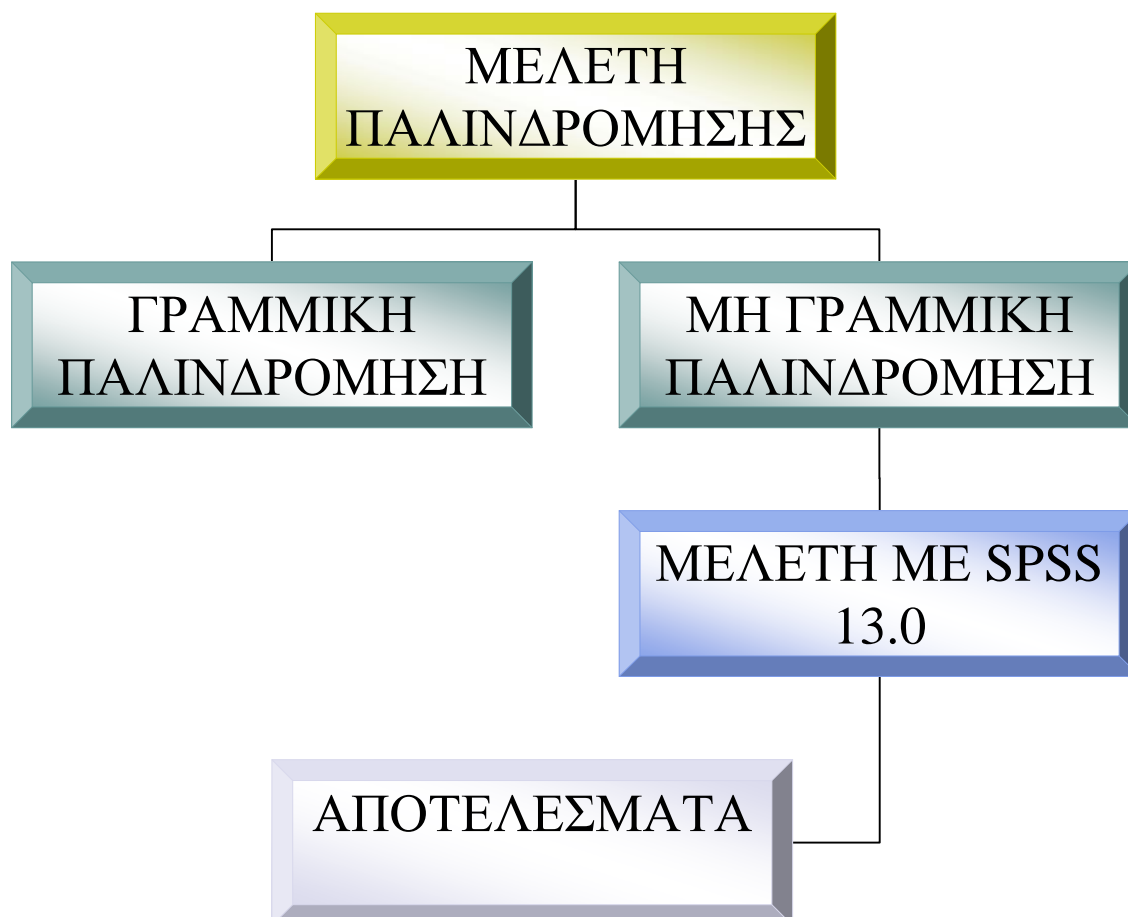 ΜΕΛΕΤΗ
ΠΑΛΙΝΔΡΟΜΗΣΗΣ
ΓΡΑΜΜΙΚΗ
ΠΑΛΙΝΔΡΟΜΗΣΗ
ΜΗ ΓΡΑΜΜΙΚΗ
ΠΑΛΙΝΔΡΟΜΗΣΗ
ΜΕΛΕΤΗ ΜΕ SPSS
13.0
ΑΠΟΤΕΛΕΣΜΑΤΑ